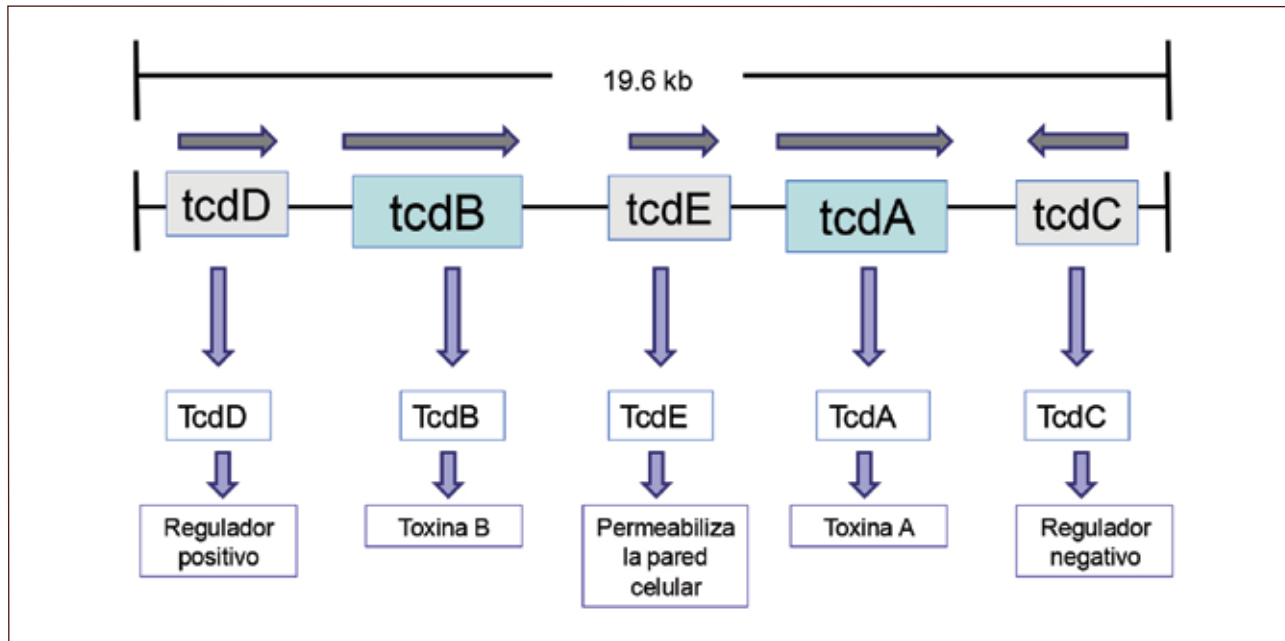 19.6 kb
tcdD
tcdB
tcdE
tcdA
tcdC
TcdD
TcdB
TcdE
TcdA
TcdC
Regulador
positivo
Toxina B
Permeabiliza
la pared
celular
Toxina A
Regulador
negativo